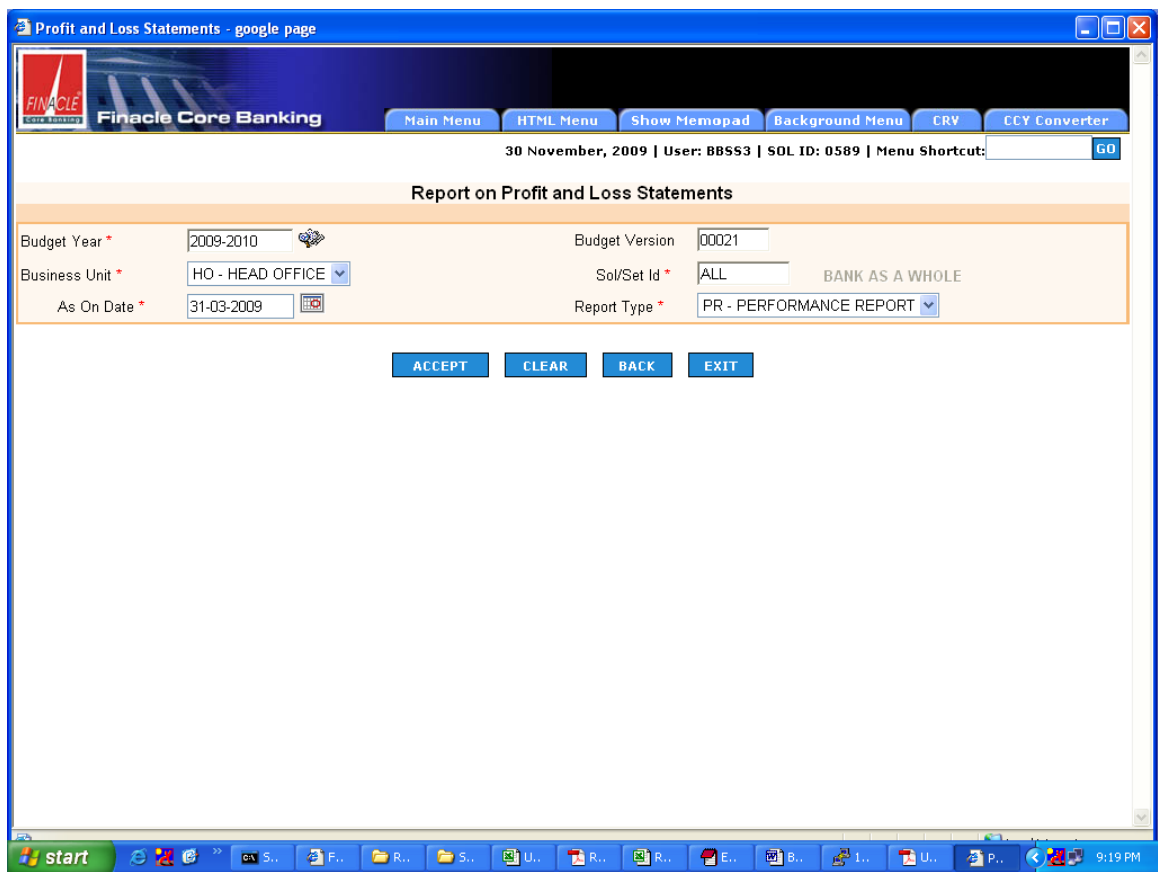 Profit and Loss Statements - google page
FINACLE
Core Banking
Finacle Core Banking
Main Menu HTML Menu Show Memopad Background Menu CRV CCY Converter
30 November, 2009 | User: BBSS3 | SOL ID: 0589 | Menu Shortcut: GO
Report on Profit and Loss Statements
Budget Year * 2009-2010 Budget Version 00021
Business Unit * HO - HEAD OFFICE Sol/Set Id * ALL BANK AS A WHOLE
As On Date * 31-03-2009 Report Type * PR - PERFORMANCE REPORT
ACCEPT CLEAR BACK EXIT
start S.. F.. R.. S.. U.. R.. R.. E.. B.. 1.. U.. P.. 9:19 PM